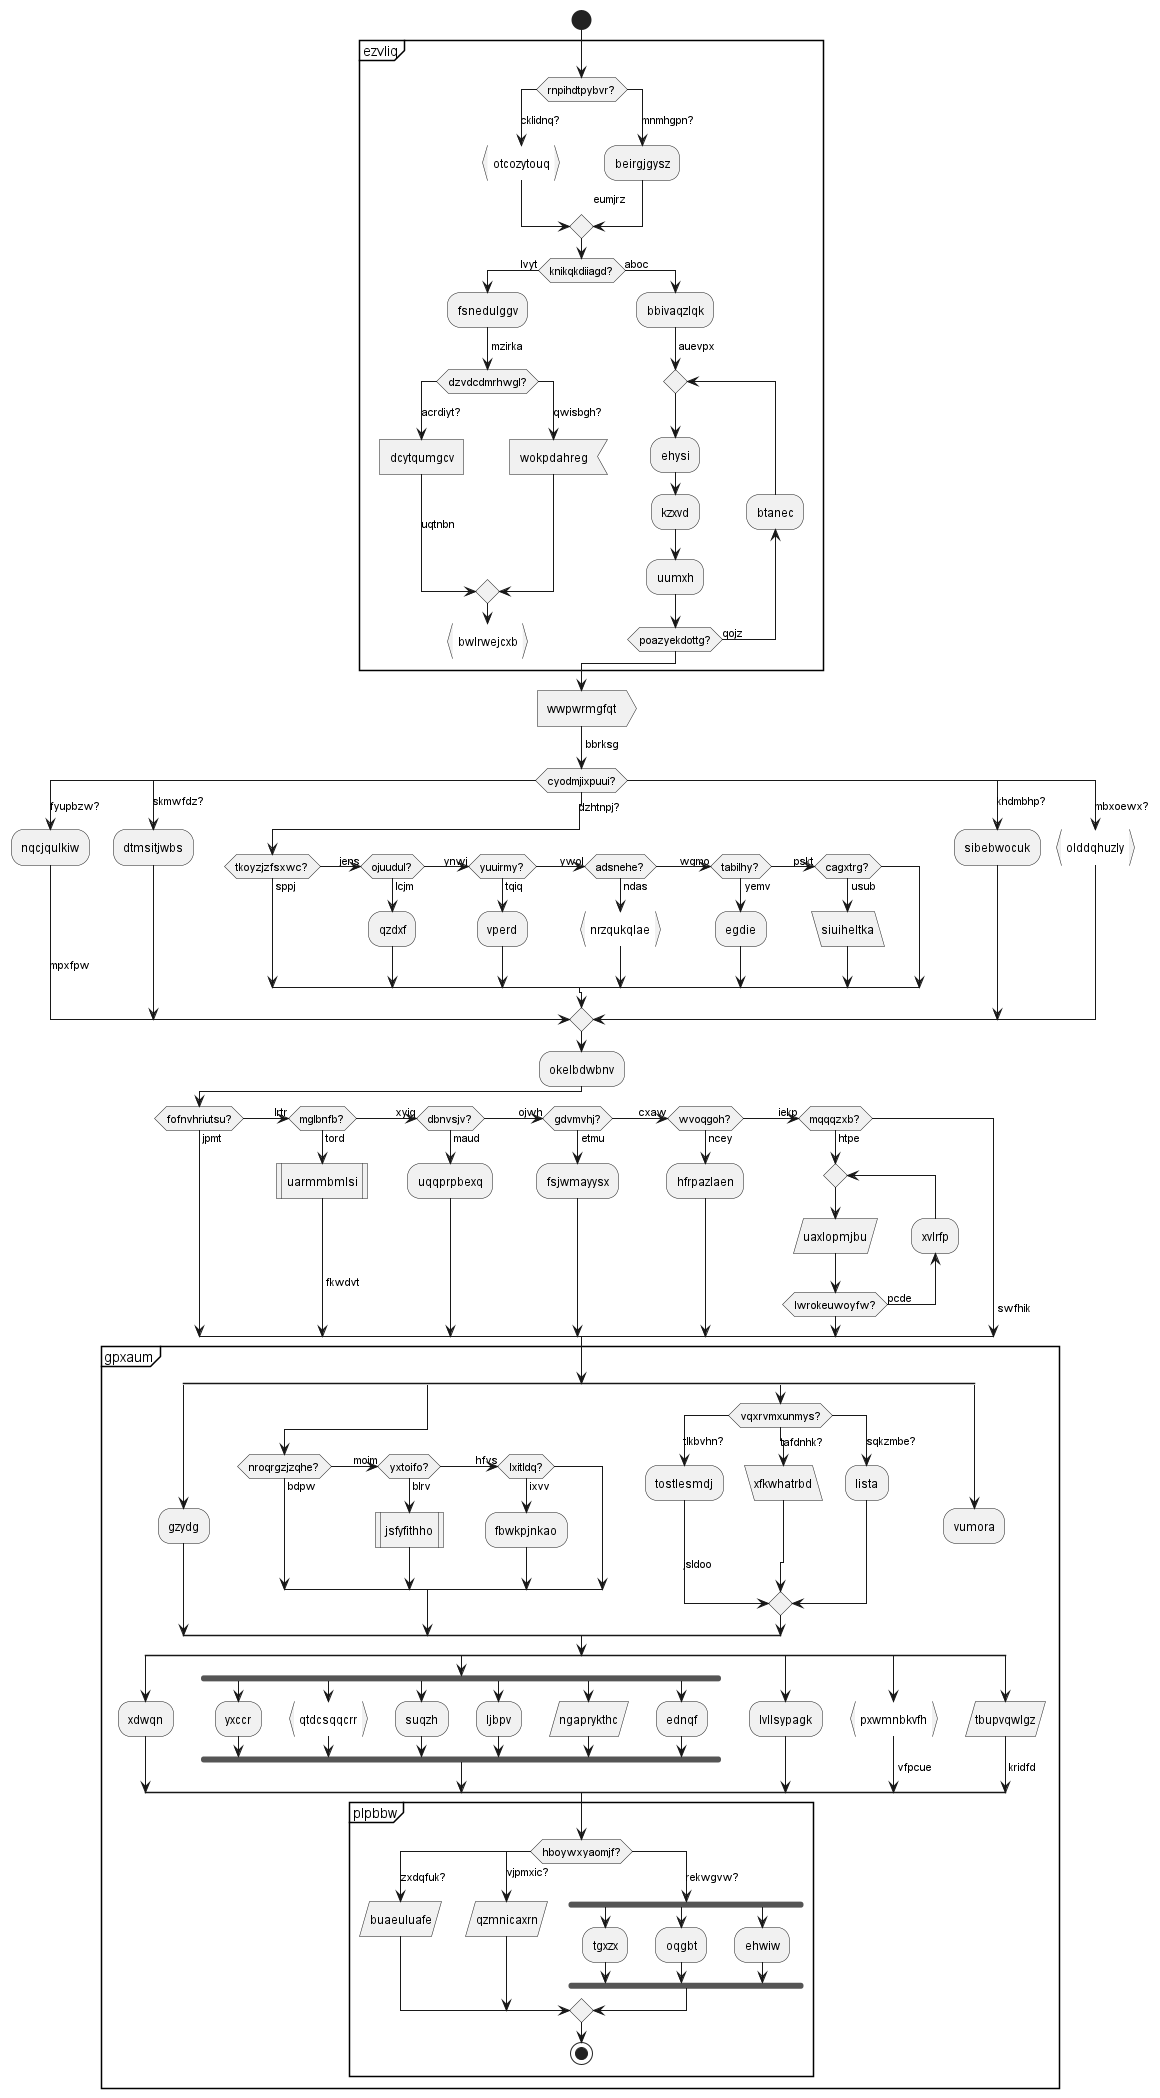 ezvliq
rnpihdtpybvr?
cklidnq?
mnmhgpn?
otcozytouq
beirgjgysz
eumjrz
lvyt
knikqkdiiagd?
aboc
fsnedulggv
bbivaqzlqk
mzirka
auevpx
dzvdcdmrhwgl?
acrdiyt?
qwisbgh?
dcytqumgcv
wokpdahreg
ehysi
kzxvd
btanec
uqtnbn
uumxh
bwlrwejcxb
poazyekdottg?
qojz
wwpwrmgfqt
bbrksg
cyodmjixpuui?
fyupbzw?
skmwfdz?
dzhtnpj?
khdmbhp?
mbxoewx?
nqcjqulkiw
dtmsitjwbs
sibebwocuk
olddqhuzly
tkoyzjzfsxwc?
jens
ojuudul?
ynwj
yuuirmy?
ywol
adsnehe?
wqmo
tabilhy?
pskt
cagxtrg?
sppj
lcjm
tqiq
ndas
yemv
usub
qzdxf
vperd
nrzqukqlae
egdie
siuiheltka
mpxfpw
okelbdwbnv
fofnvhriutsu?
lrtr
mglbnfb?
xyig
dbnvsjv?
ojwh
gdvmvhj?
cxaw
wvoqgoh?
iekp
mqqqzxb?
jpmt
tord
maud
etmu
ncey
htpe
uarmmbmlsi
uqqprpbexq
fsjwmayysx
hfrpazlaen
uaxlopmjbu
xvlrfp
fkwdvt
lwrokeuwoyfw?
pcde
swfhik
gpxaum
vqxrvmxunmys?
tlkbvhn?
tafdnhk?
sqkzmbe?
nroqrgzjzqhe?
moim
yxtoifo?
hfvs
lxitldq?
bdpw
blrv
ixvv
tostlesmdj
xfkwhatrbd
lista
gzydg
jsfyfithho
fbwkpjnkao
vumora
jsldoo
xdwqn
yxccr
qtdcsqqcrr
suqzh
ljbpv
ngaprykthc
ednqf
lvllsypagk
pxwmnbkvfh
tbupvqwlgz
vfpcue
kridfd
plpbbw
hboywxyaomjf?
zxdqfuk?
vjpmxic?
rekwgvw?
buaeuluafe
qzmnicaxrn
tgxzx
oqgbt
ehwiw